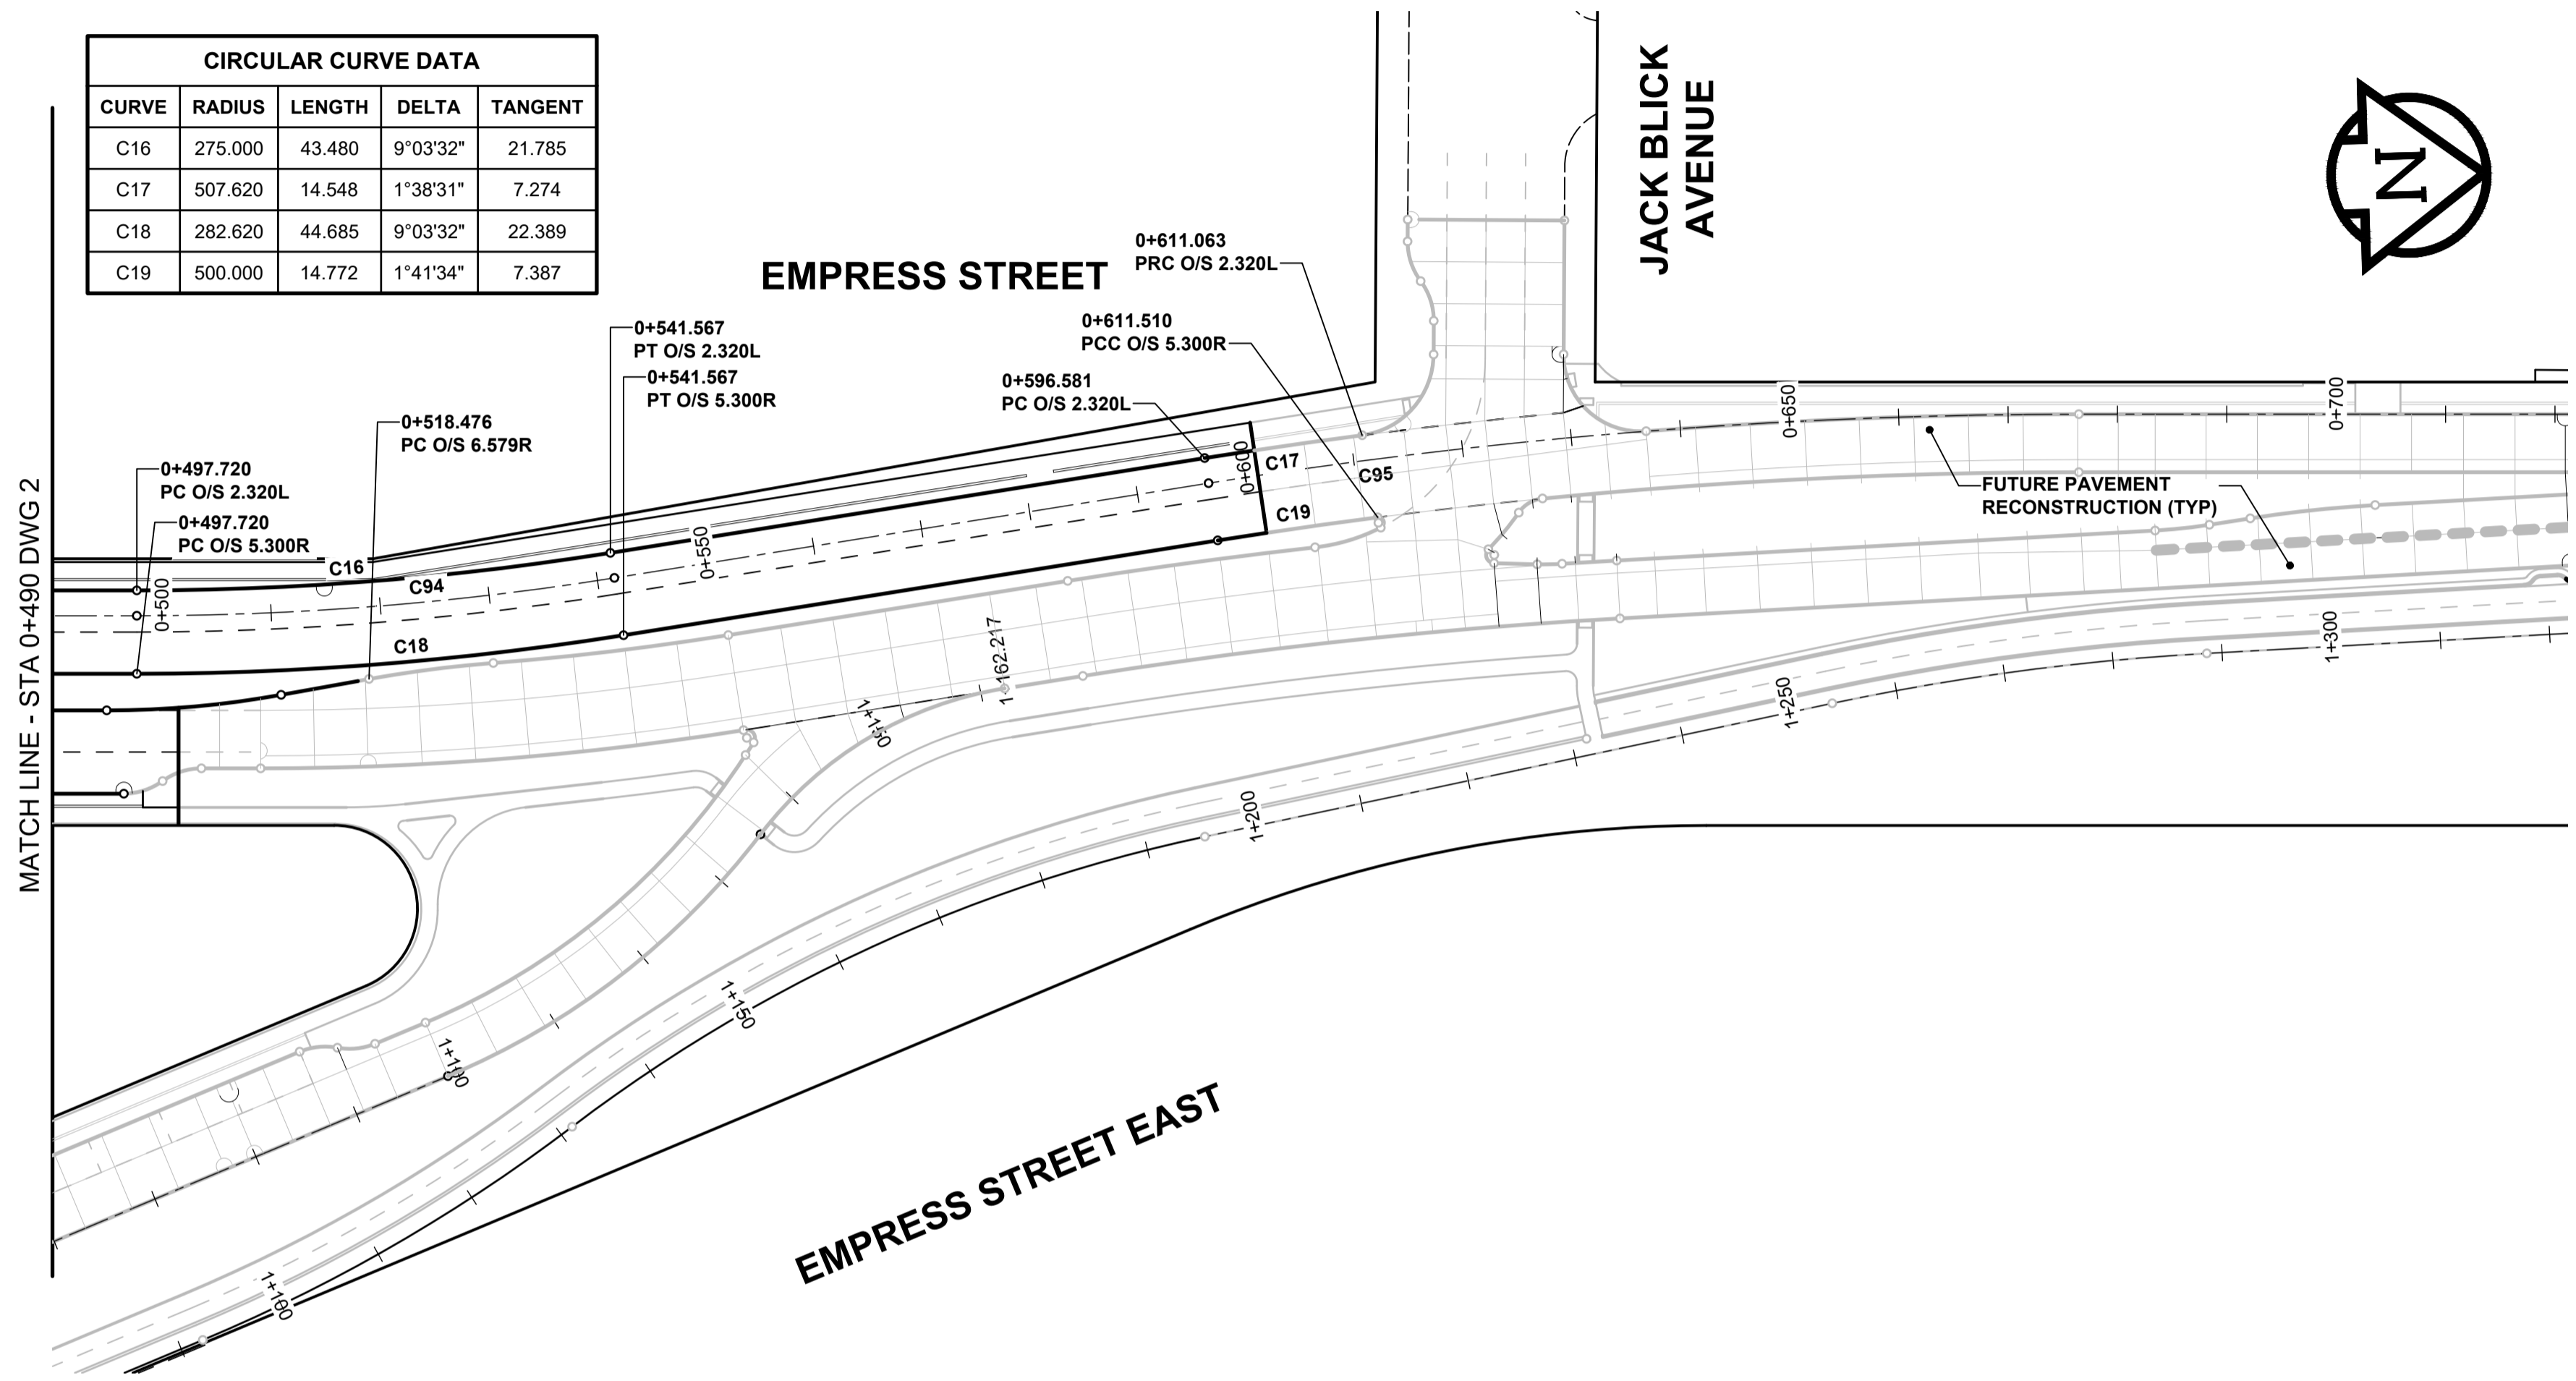 CIRCULAR CURVE DATA
CURVE RADIUS LENGTH DELTA TANGENT
C16 275.000 43.480 9°03'32" 21.785
C17 507.620 14.548 1°38'31" 7.274
C18 282.620 44.685 9°03'32" 22.389
C19 500.000 14.772 1°41'34" 7.387
MATCH LINE - STA 0+490 DWG 2
EMPRESS STREET
JACK BLICK
AVENUE
N
0+611.063
PRC O/S 2.320L
0+611.510
PCC O/S 5.300R
0+596.581
PC O/S 2.320L
0+541.567
PT O/S 2.320L
0+541.567
PT O/S 5.300R
0+518.476
PC O/S 6.579R
0+497.720
PC O/S 2.320L
0+497.720
PC O/S 5.300R
C16
C94
C18
C17
C95
C19
0+500
0+550
0+600
0+650
0+700
FUTURE PAVEMENT
RECONSTRUCTION (TYP)
1+162.217
1+150
1+100
1+300
1+250
1+200
1+150
1+100
EMPRESS STREET EAST